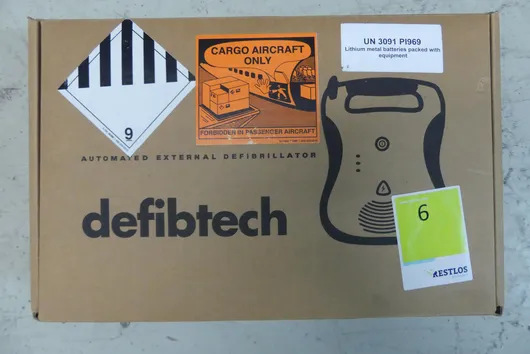 9
CARGO AIRCRAFT
ONLY
FORBIDDEN IN PASSENGER AIRCRAFT
UN 3091 PI969
Lithium metal batteries packed with
equipment
AUTOMATED EXTERNAL DEFIBRILLATOR
defibtech
6
RESTLOS